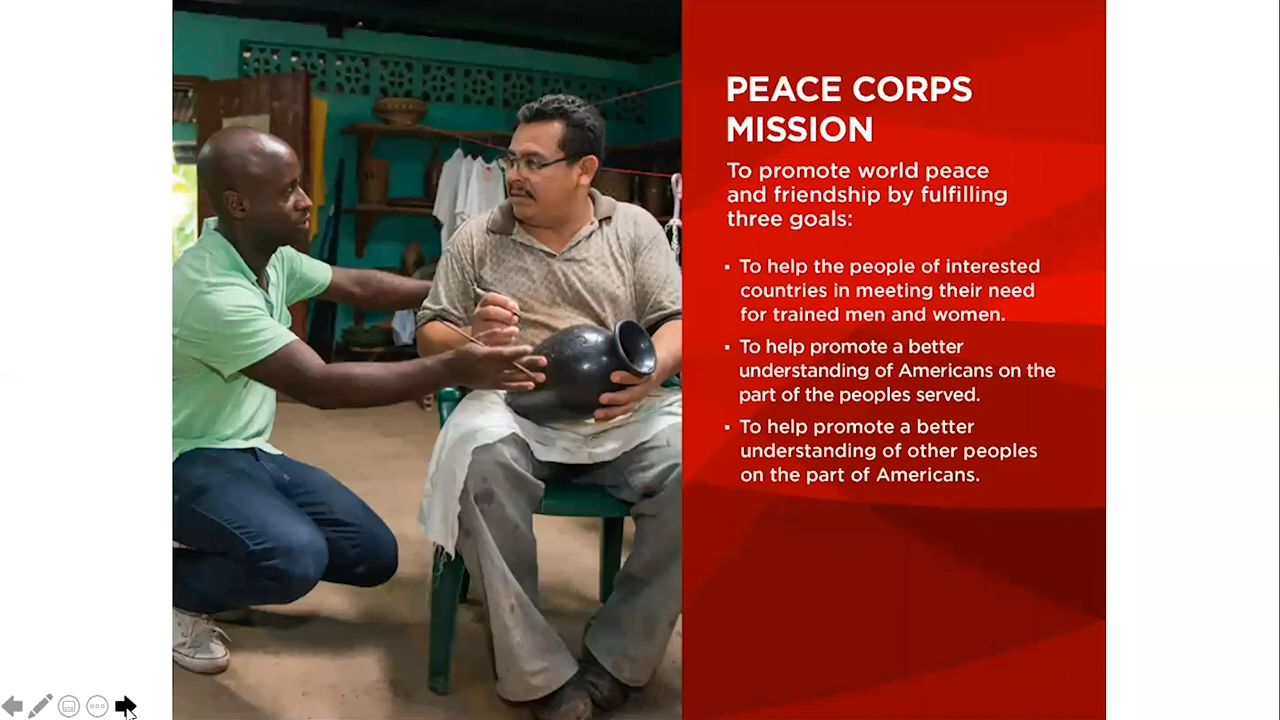 PEACE CORPS
MISSION
To promote world peace
and friendship by fulfilling
three goals:
▪ To help the people of interested
countries in meeting their need
for trained men and women.
▪ To help promote a better
understanding of Americans on the
part of the peoples served.
▪ To help promote a better
understanding of other peoples
on the part of Americans.